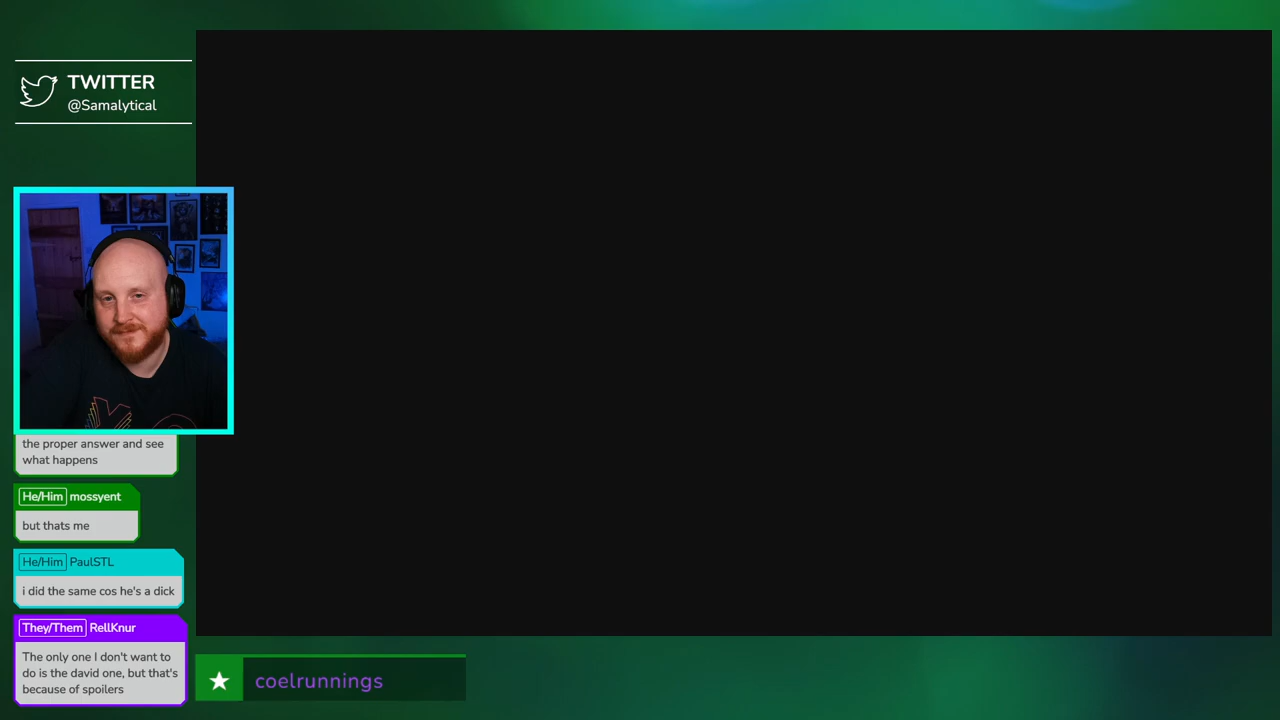 TWITTER
@Samalytical
the proper answer and see
what happens
He/Him mossyent
but thats me
He/Him PaulSTL
i did the same cos he's a dick
They/Them RellKnur
The only one I don't want to
do is the david one, but that's
because of spoilers
coelrunnings